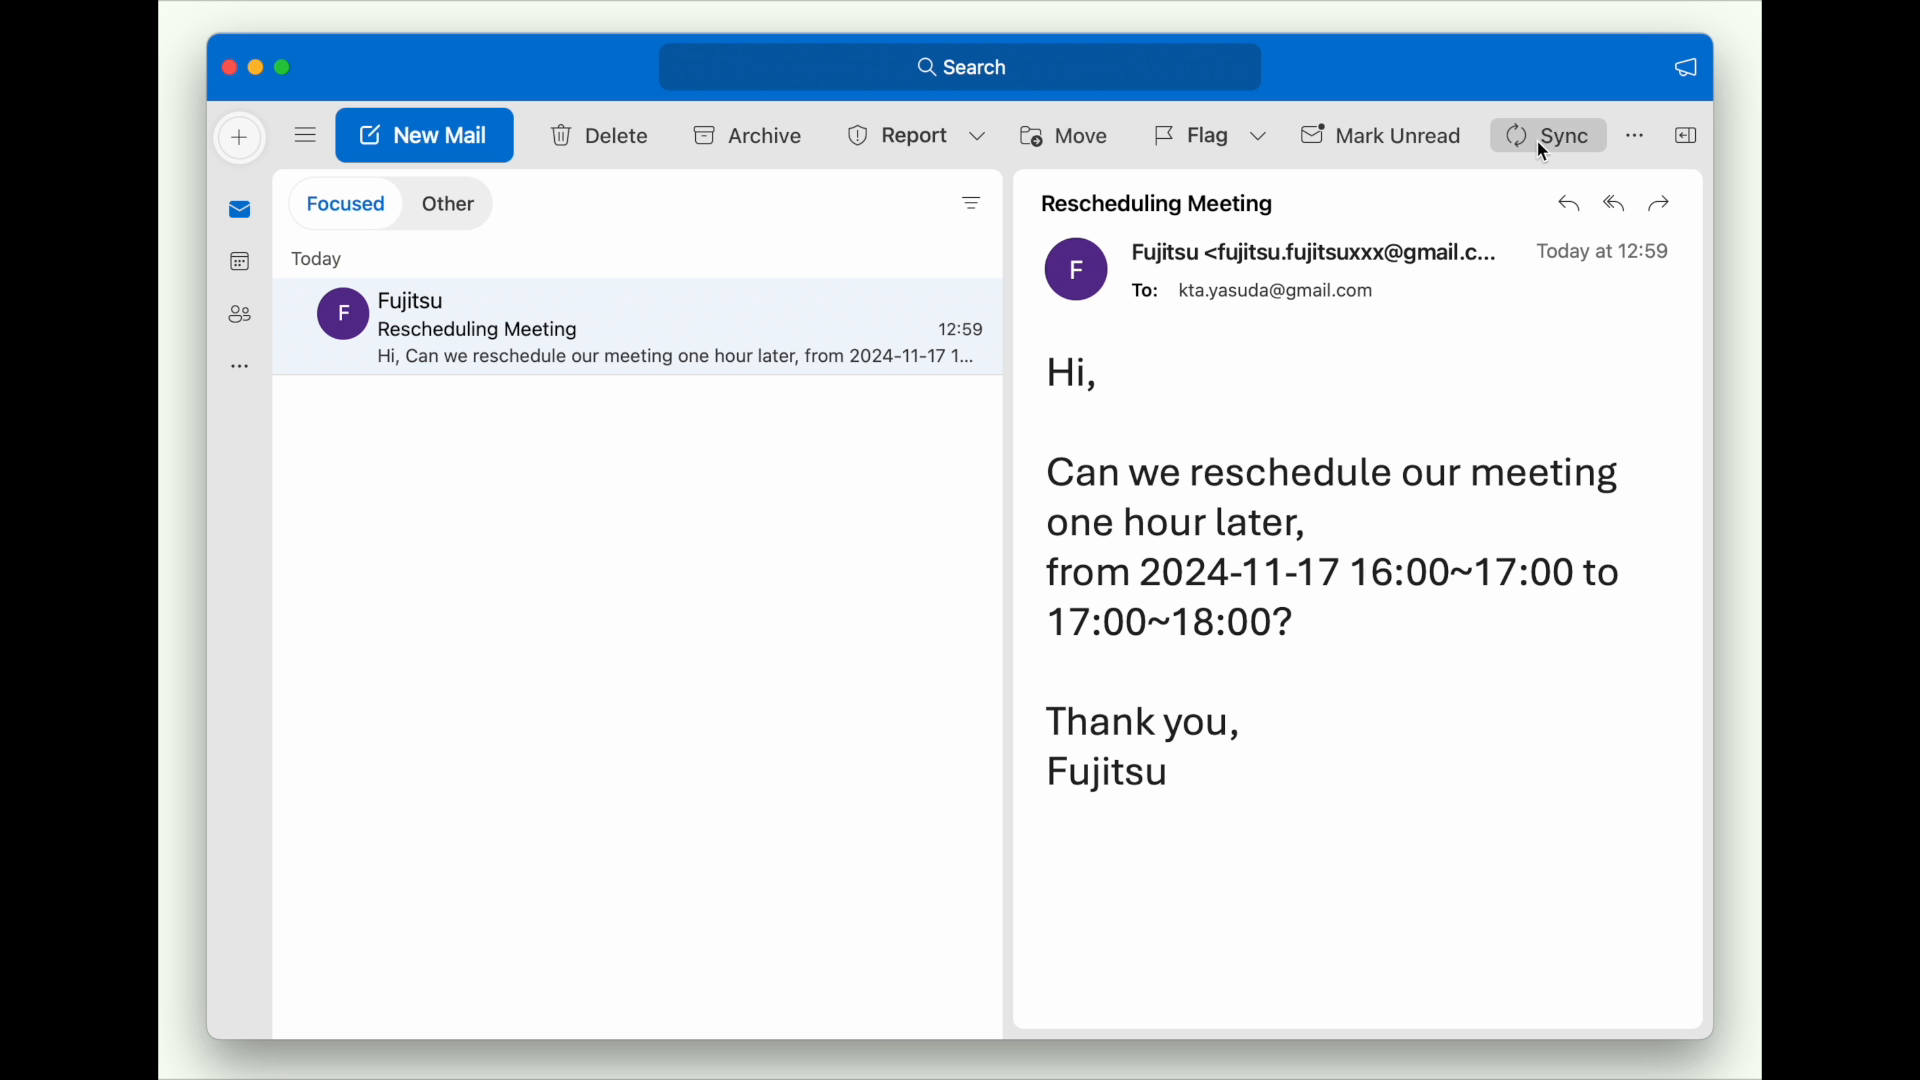 Search
New Mail
Delete
Archive
Report
Move
Flag
Mark Unread
Sync
Focused
Other
Today
F
Fujitsu
Rescheduling Meeting
12:59
Hi, Can we reschedule our meeting one hour later, from 2024-11-17 1...
Rescheduling Meeting
F
Fujitsu <fujitsu.fujitsuxxx@gmail.c...
Today at 12:59
To: kta.yasuda@gmail.com
Hi,
Can we reschedule our meeting
one hour later,
from 2024-11-17 16:00~17:00 to
17:00~18:00?
Thank you,
Fujitsu